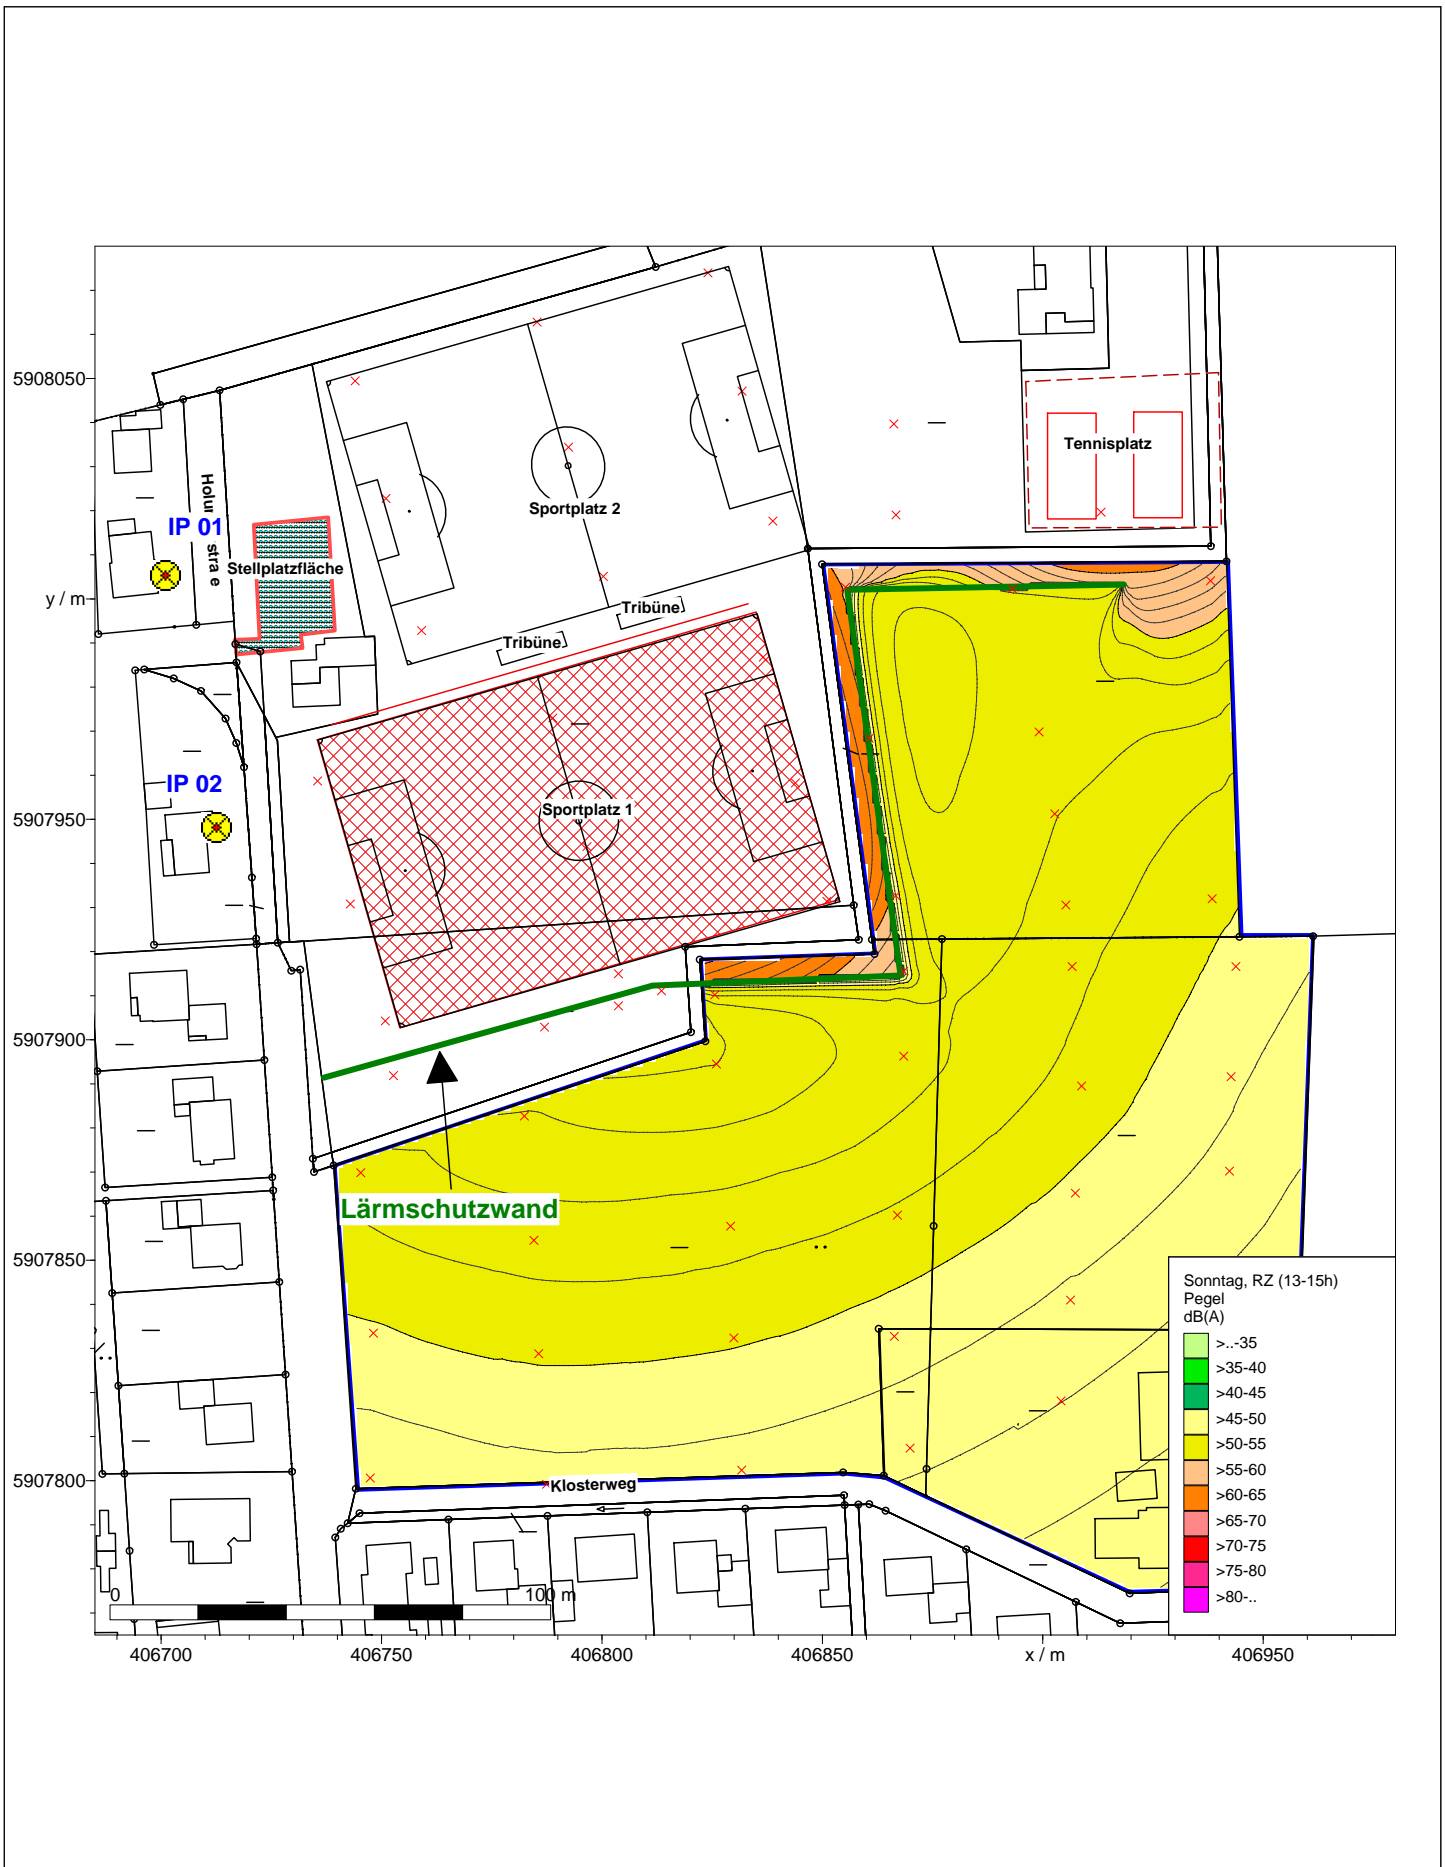 5908050
y / m
5907950
5907900
5907850
5907800
Tennisplatz
Sportplatz 2
IP 01
stra e
Stellplatzfläche
Tribüne
Tribüne
IP 02
Sportplatz 1
Lärmschutzwand
Klosterweg
Sonntag, RZ (13-15h)
Pegel
dB(A)
>..-35
>35-40
>40-45
>45-50
>50-55
>55-60
>60-65
>65-70
>70-75
>75-80
>80-..
0
100 m
406700
406750
406800
406850
x / m
406950